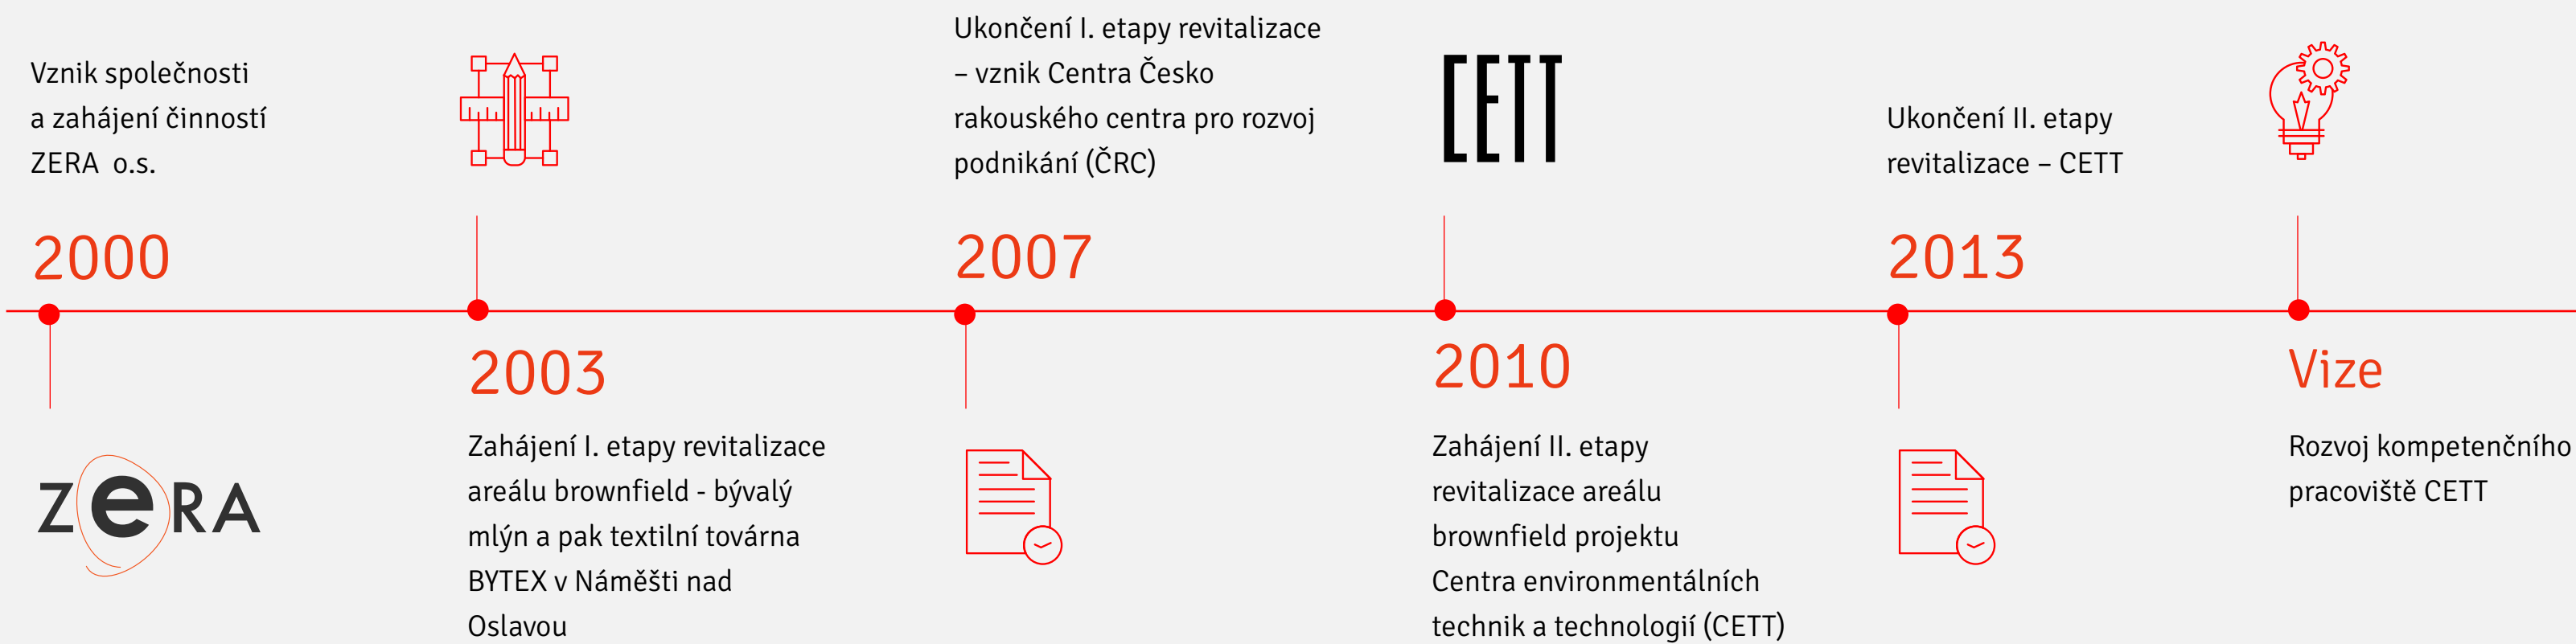 Vznik společnosti
a zahájení činností
ZERA  o.s.
2000
ZeRA
2003
Zahájení I. etapy revitalizace
areálu brownfield - bývalý
mlýn a pak textilní továrna
BYTEX v Náměšti nad
Oslavou
Ukončení I. etapy revitalizace
– vznik Centra Česko
rakouského centra pro rozvoj
podnikání (ČRC)
2007
CETT
2010
Zahájení II. etapy
revitalizace areálu
brownfield projektu
Centra environmentálních
technik a technologií (CETT)
Ukončení II. etapy
revitalizace – CETT
2013
Vize
Rozvoj kompetenčního
pracoviště CETT